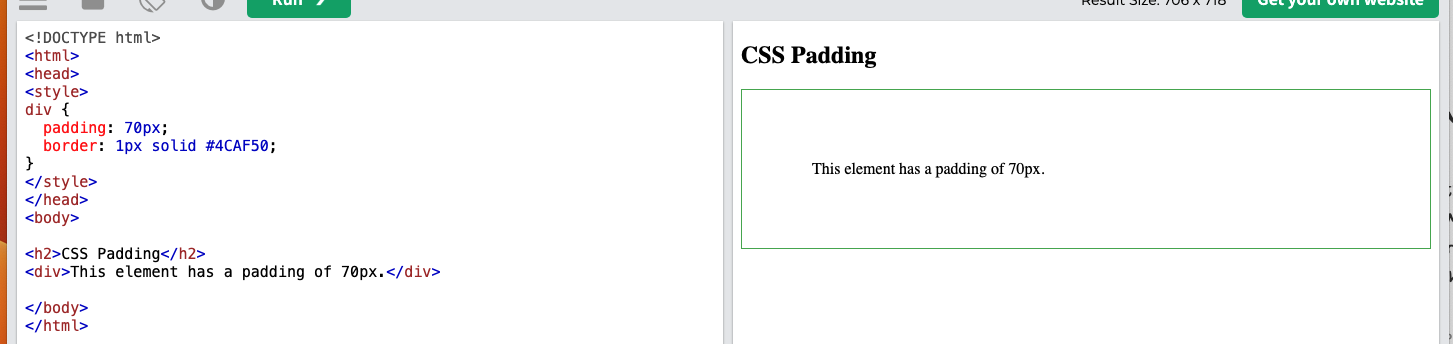 Run ❯
Result Size: 706 x 718
Get your own website
<!DOCTYPE html>
<html>
<head>
<style>
div {
  padding: 70px;
  border: 1px solid #4CAF50;
}
</style>
</head>
<body>
<h2>CSS Padding</h2>
<div>This element has a padding of 70px.</div>
</body>
</html>
CSS Padding
This element has a padding of 70px.